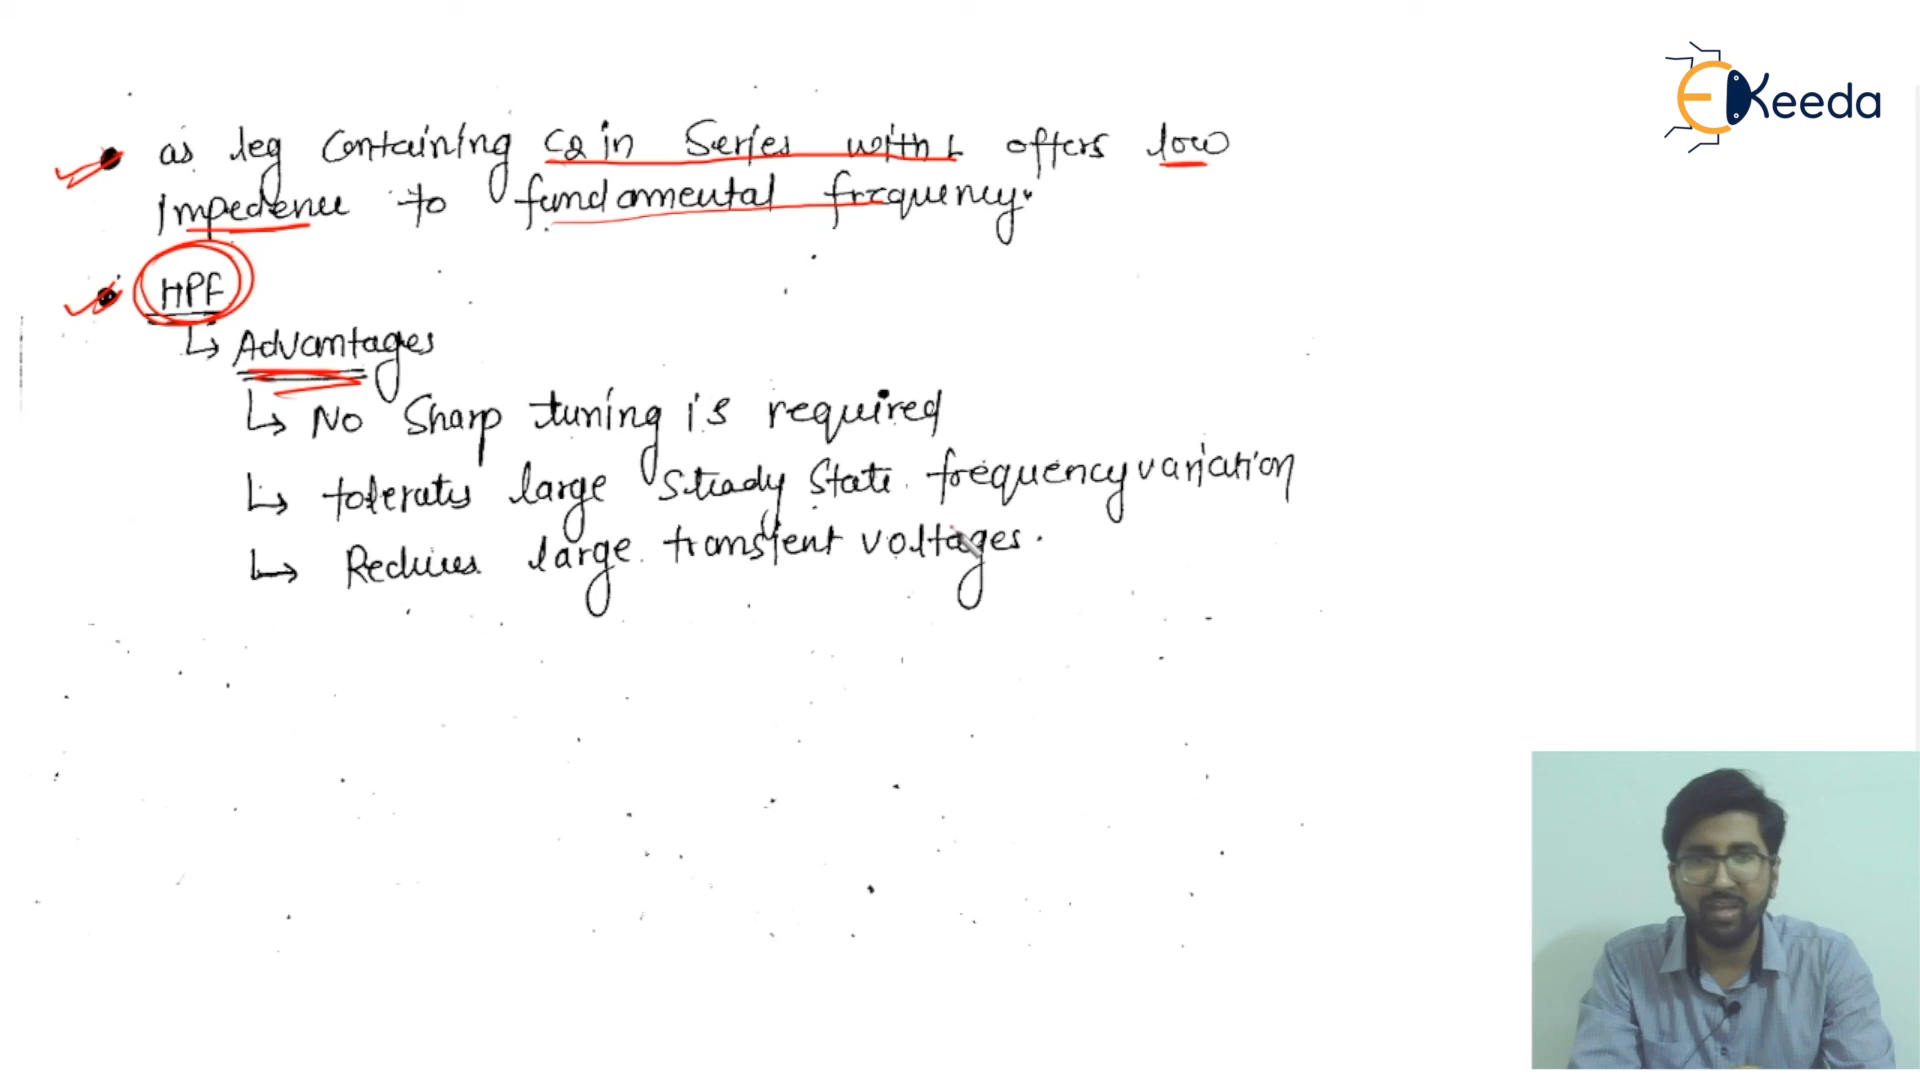 EKeeda
as leg containing C2 in Series with L offers low
Impedence to fundamental frequency.
HPF
Advantages
No Sharp tuning is required
tolerates large Steady State frequency variation
Reduces large transient voltages.